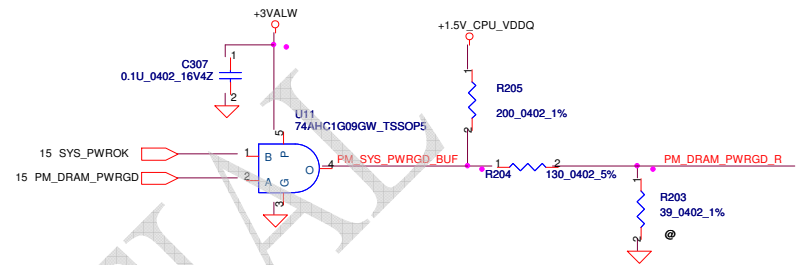 +3VALW
+1.5V_CPU_VDDQ
1
C307
0.1U_0402_16V4Z
2
1
R205
200_0402_1%
2
U11
74AHC1G09GW_TSSOP5
5
P
15 SYS_PWROK
1
B
O
4
PM_SYS_PWRGD_BUF
1
2
PM_DRAM_PWRGD_R
15 PM_DRAM_PWRGD
2
A
G
R204
130_0402_5%
3
1
R203
39_0402_1%
2
@